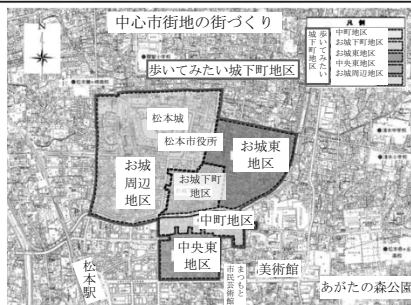 中心市街地の街づくり
N
凡例
歩いてみたい城下町地区
中町地区
お城下町地区
お城東地区
中央東地区
お城周辺地区
歩いてみたい城下町地区
松本城
松本市役所
お城東地区
お城周辺地区
お城下町地区
中町地区
中央東地区
松本駅
まつもと市民芸術館
美術館
あがたの森公園